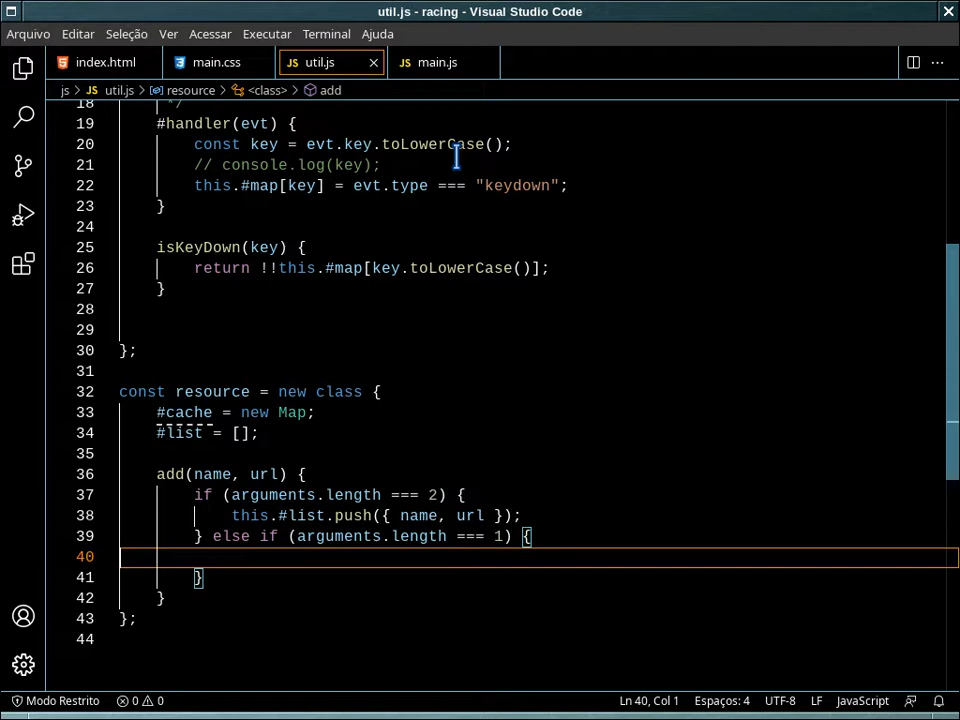 util.js - racing - Visual Studio Code
Arquivo Editar Seleção Ver Acessar Executar Terminal Ajuda
index.html main.css JS util.js JS main.js
js > JS util.js > resource > <class> > add
18 */
19 #handler(evt) {
20 const key = evt.key.toLowerCase();
21 // console.log(key);
22 this.#map[key] = evt.type === "keydown";
23 }
24
25 isKeyDown(key) {
26 return !!this.#map[key.toLowerCase()];
27 }
28
29
30 };
31
32 const resource = new class {
33 #cache = new Map;
34 #list = [];
35
36 add(name, url) {
37 if (arguments.length === 2) {
38 this.#list.push({ name, url });
39 } else if (arguments.length === 1) {
40
41 }
42 }
43 };
44
Modo Restrito 0 0 Ln 40, Col 1 Espaços: 4 UTF-8 LF JavaScript